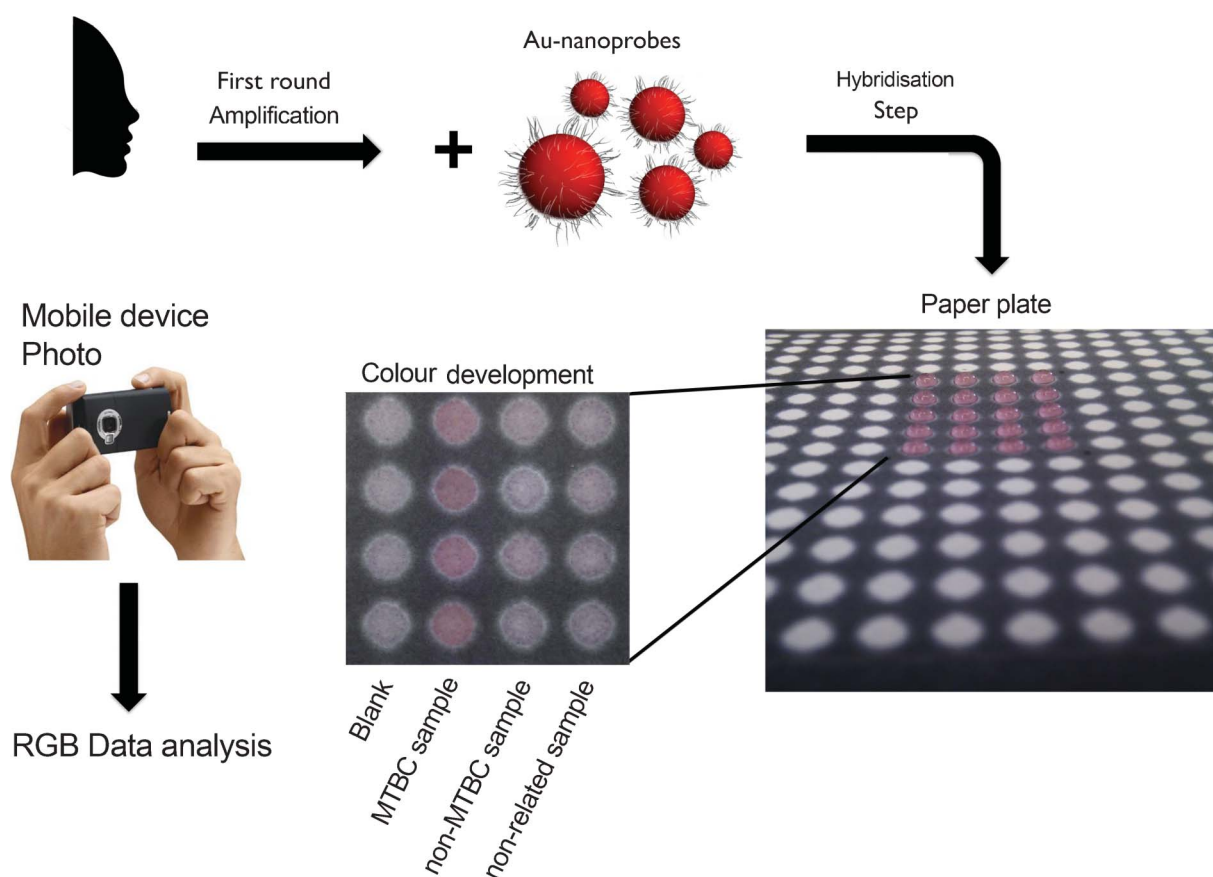 First round
Amplification
Au-nanoprobes
Hybridisation
Step
Paper plate
Colour development
Blank
MTBC sample
non-MTBC sample
non-related sample
Mobile device
Photo
RGB Data analysis